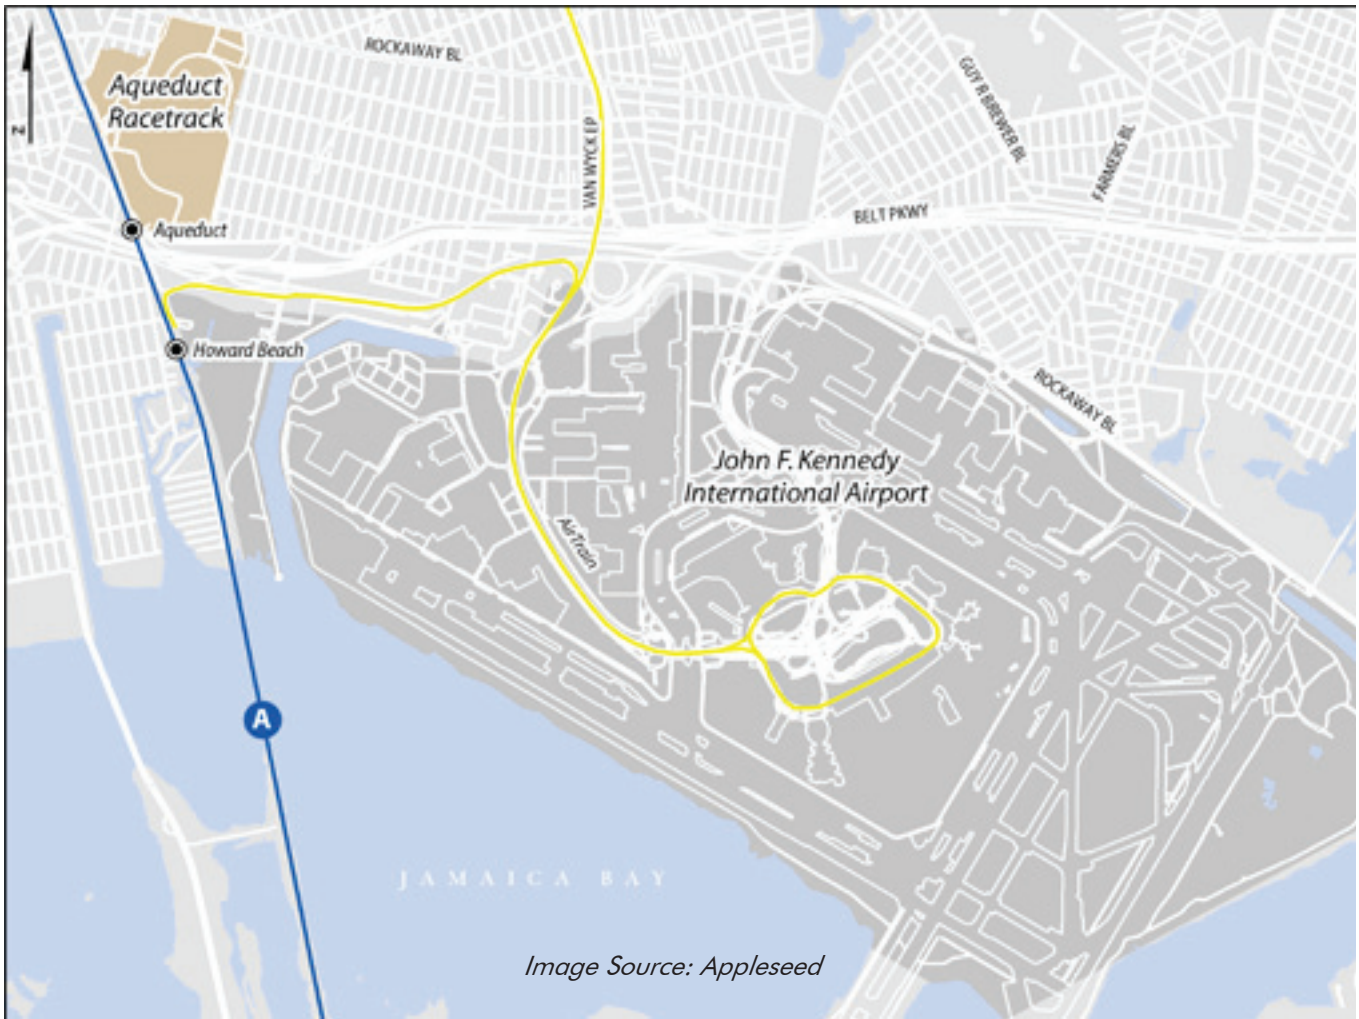 ROCKAWAY BL
Aqueduct
Racetrack
N
VAN WYCK EP
GUY R BREWER BL
FARMERS BL
BELT PKWY
Aqueduct
Howard Beach
ROCKAWAY BL
John F. Kennedy
International Airport
AirTrain
A
JAMAICA BAY
Image Source: Appleseed